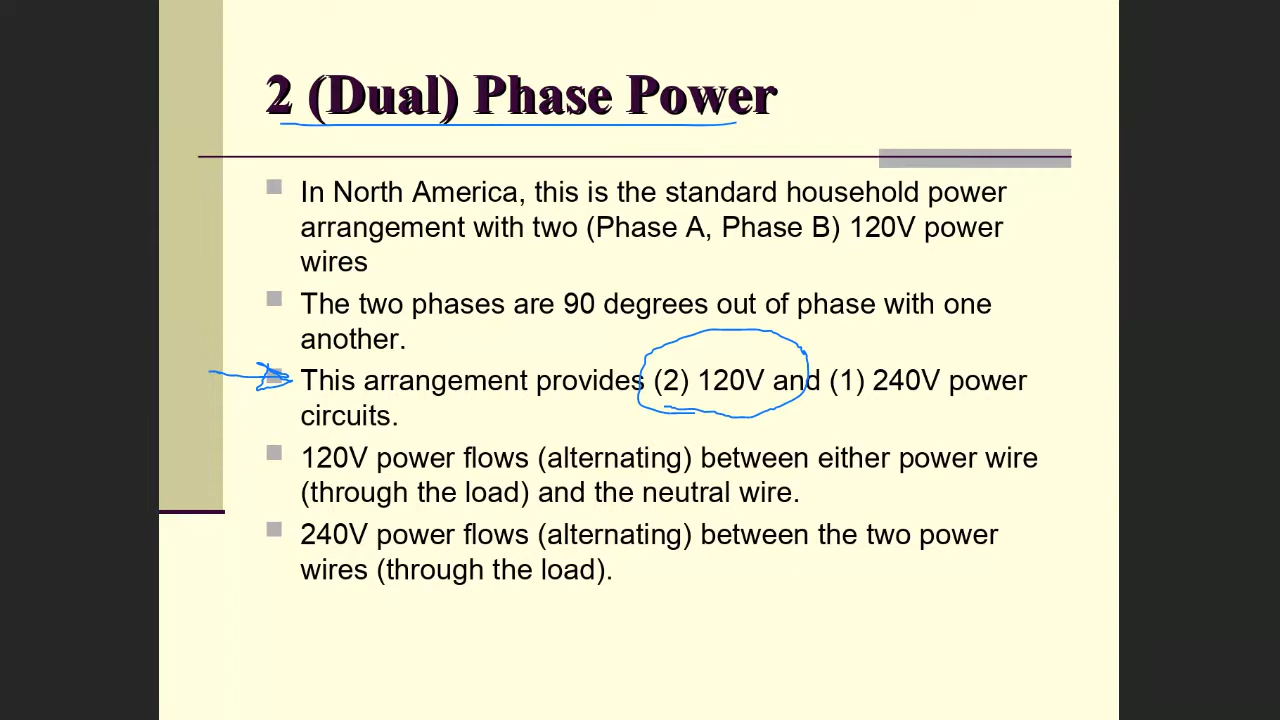 2 (Dual) Phase Power
In North America, this is the standard household power
arrangement with two (Phase A, Phase B) 120V power
wires
The two phases are 90 degrees out of phase with one
another.
This arrangement provides (2) 120V and (1) 240V power
circuits.
120V power flows (alternating) between either power wire
(through the load) and the neutral wire.
240V power flows (alternating) between the two power
wires (through the load).